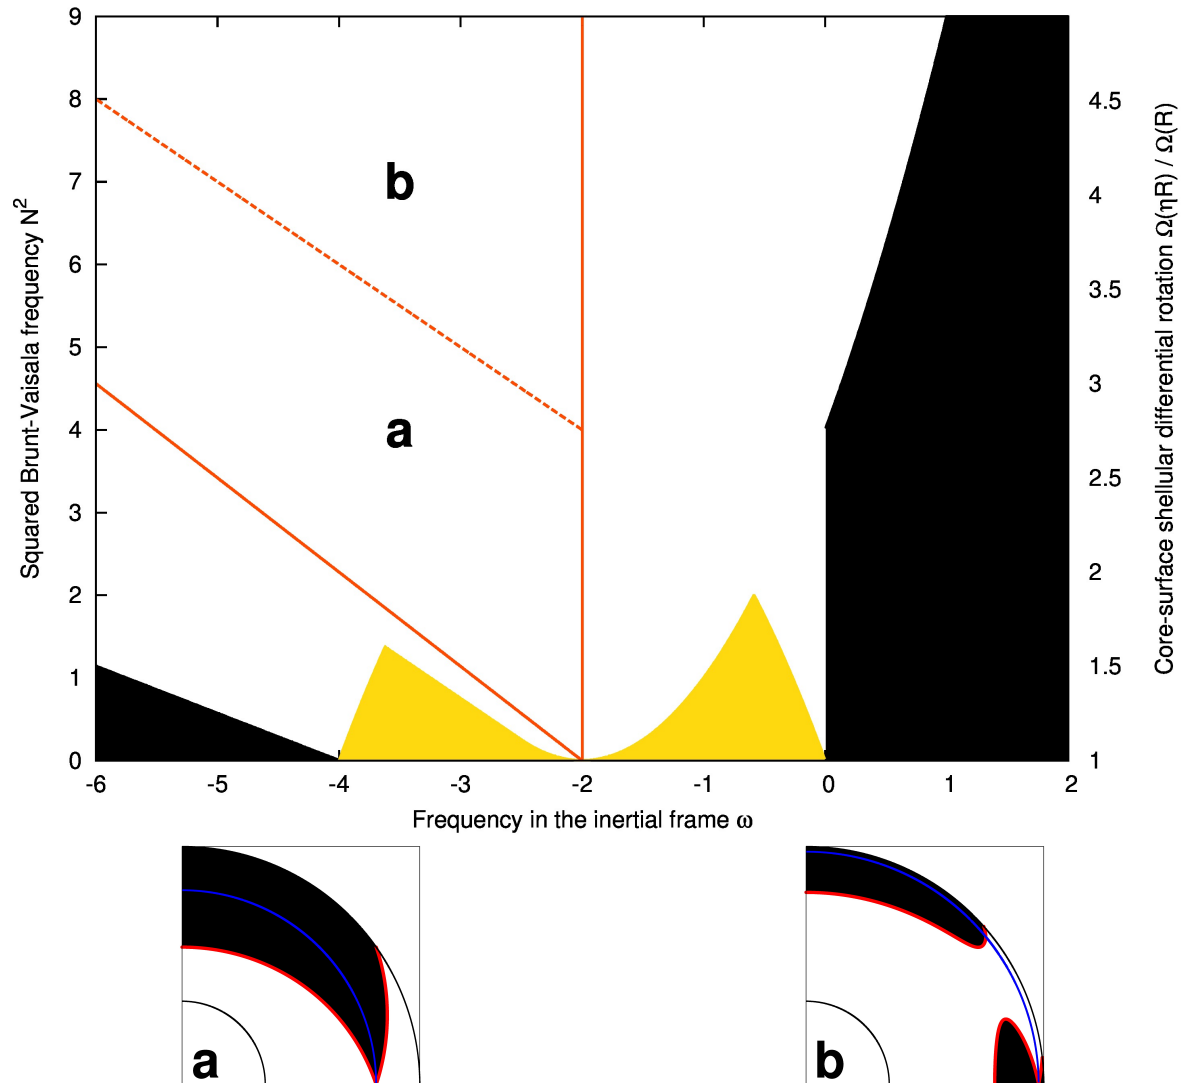 Squared Brunt-Vaisala frequency N²
9
8
7
6
5
4
3
2
1
0
b
a
4.5
4
3.5
3
2.5
2
1.5
1
Core-surface shellular differential rotation Ω(ηR) / Ω(R)
-6 -5 -4 -3 -2 -1 0 1 2
Frequency in the inertial frame ω
a b